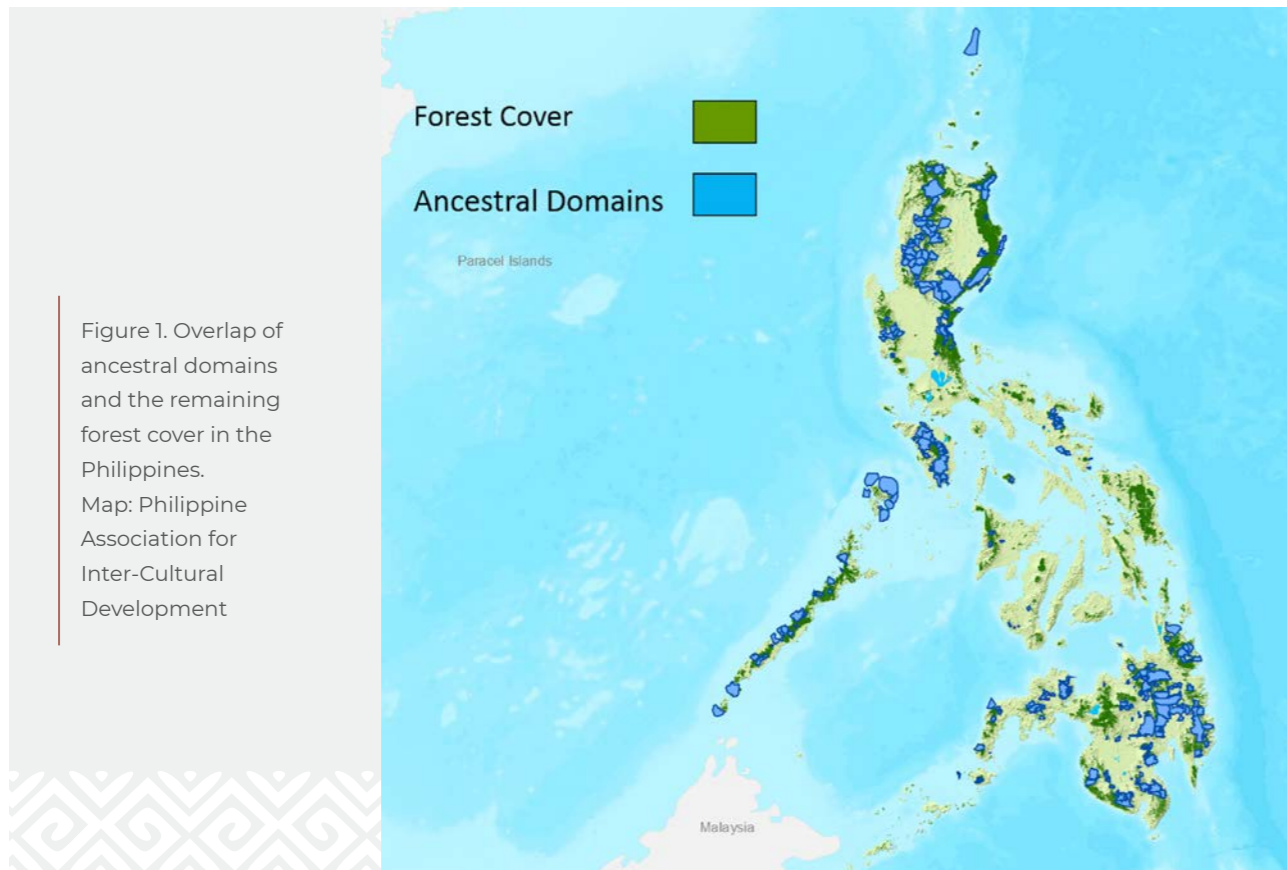 Forest Cover
Ancestral Domains
Paracel Islands
Figure 1. Overlap of
ancestral domains
and the remaining
forest cover in the
Philippines.
Map: Philippine
Association for
Inter-Cultural
Development
Malaysia